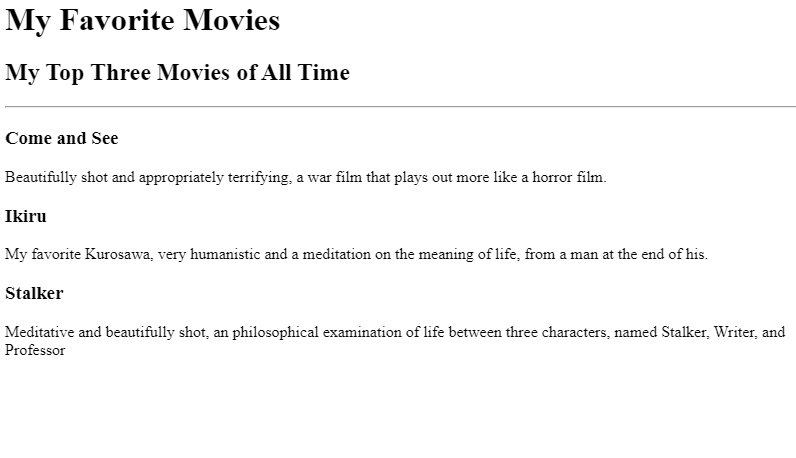 My Favorite Movies
My Top Three Movies of All Time
Come and See
Beautifully shot and appropriately terrifying, a war film that plays out more like a horror film.
Ikiru
My favorite Kurosawa, very humanistic and a meditation on the meaning of life, from a man at the end of his.
Stalker
Meditative and beautifully shot, an philosophical examination of life between three characters, named Stalker, Writer, and
Professor